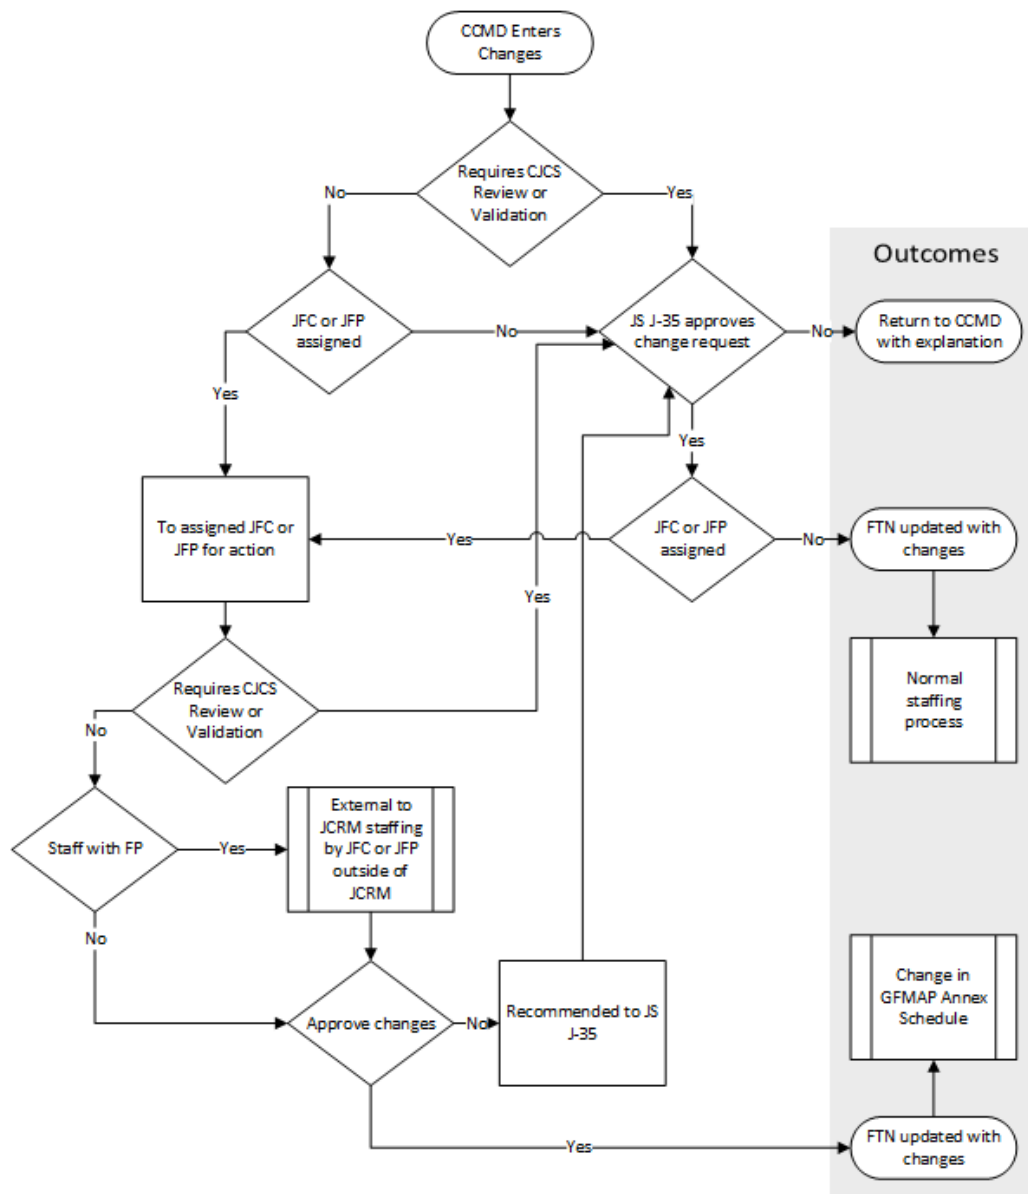 CCMD Enters
Changes
Requires CJCS
Review or
Validation
No
Yes
Outcomes
JFC or JFP
assigned
No
JS J-35 approves
change request
No
Return to CCMD
with explanation
Yes
Yes
To assigned JFC or
JFP for action
Yes
JFC or JFP
assigned
No
FTN updated with
changes
Yes
Requires CJCS
Review or
Validation
No
Normal
staffing
process
Staff with FP
Yes
External to
JCRM staffing
by JFC or JFP
outside of
JCRM
No
Approve changes
No
Recommended to JS
J-35
Change in
GFMAP Annex
Schedule
Yes
FTN updated with
changes